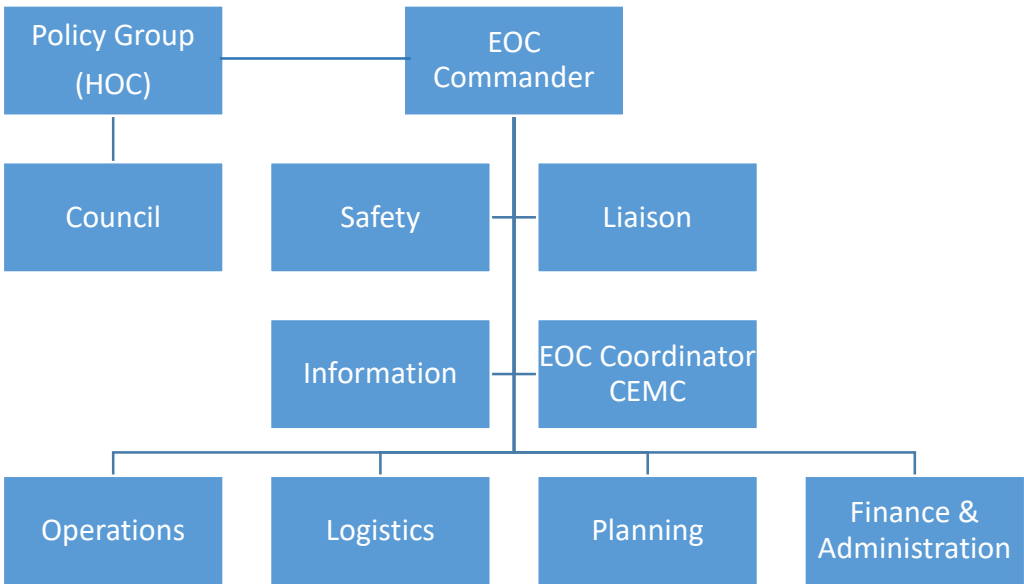 Policy Group
(HOC)
EOC
Commander
Council
Safety
Liaison
Information
EOC Coordinator
CEMC
Operations
Logistics
Planning
Finance &
Administration